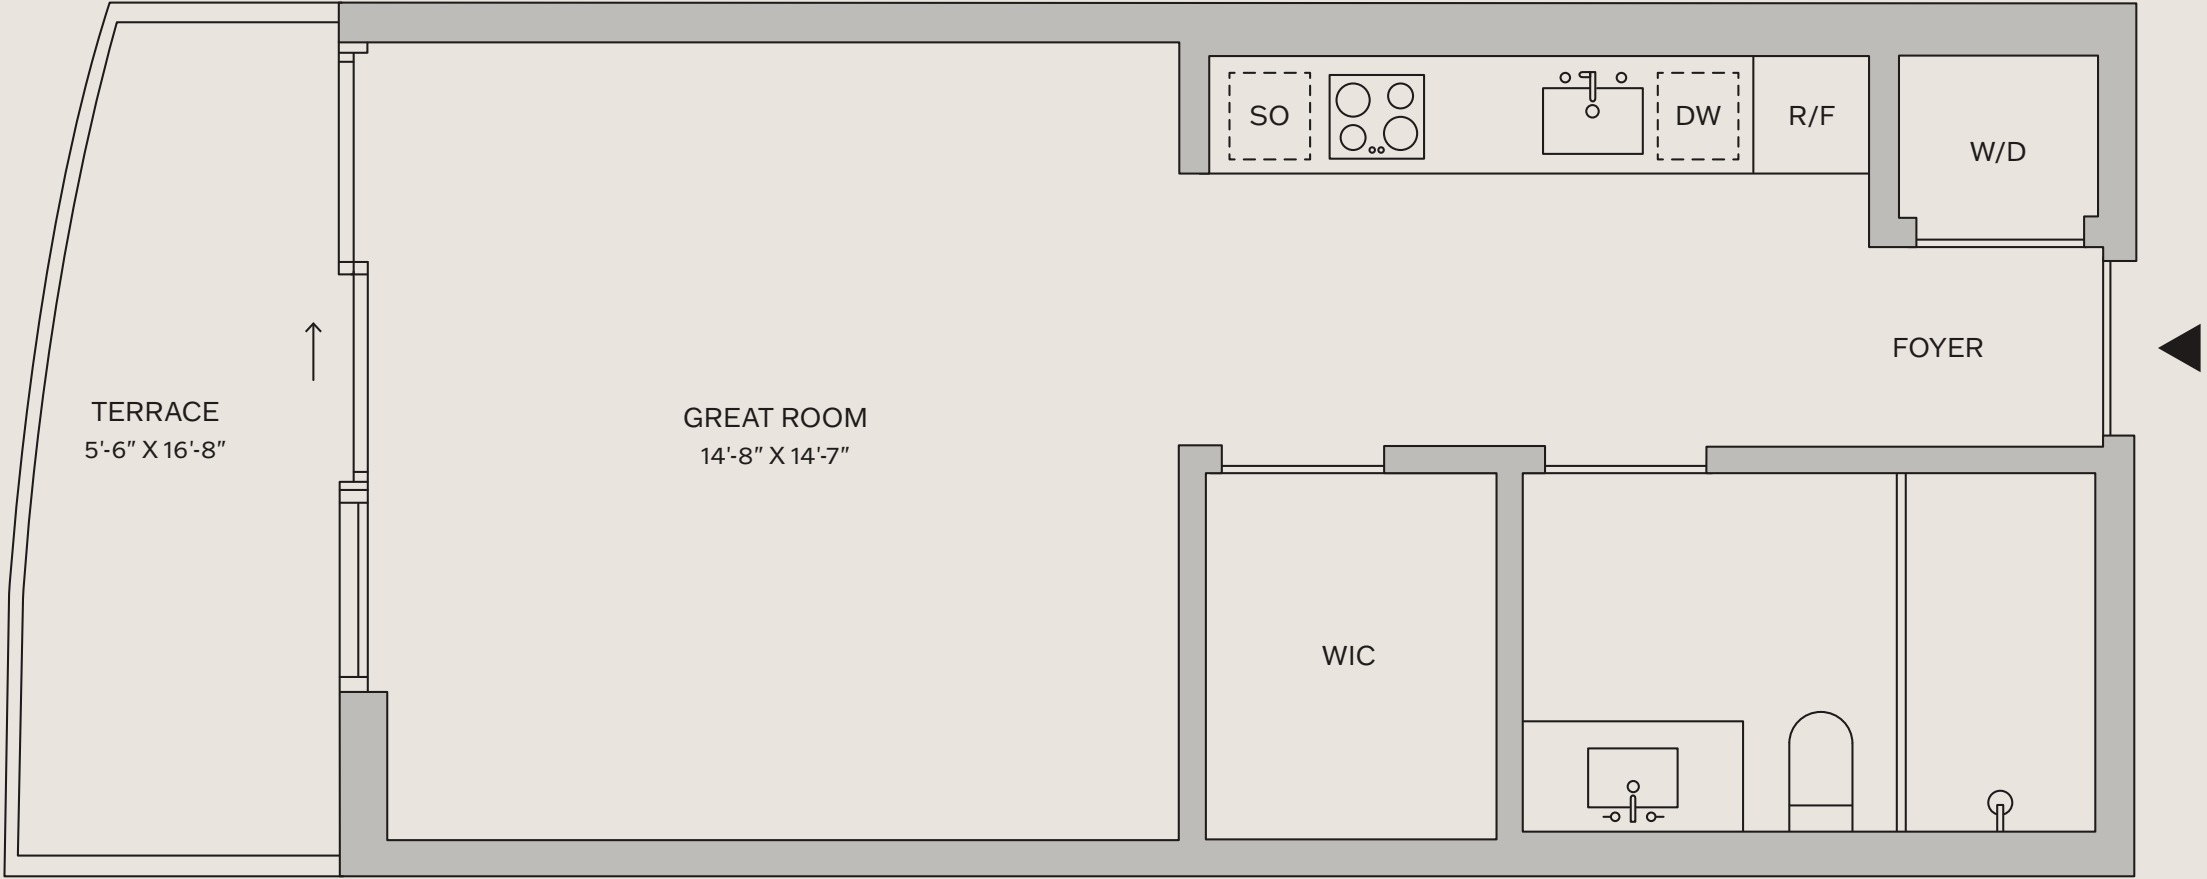 SO
DW
R/F
W/D
FOYER
TERRACE
5'-6" X 16'-8"
GREAT ROOM
14'-8" X 14'-7"
WIC